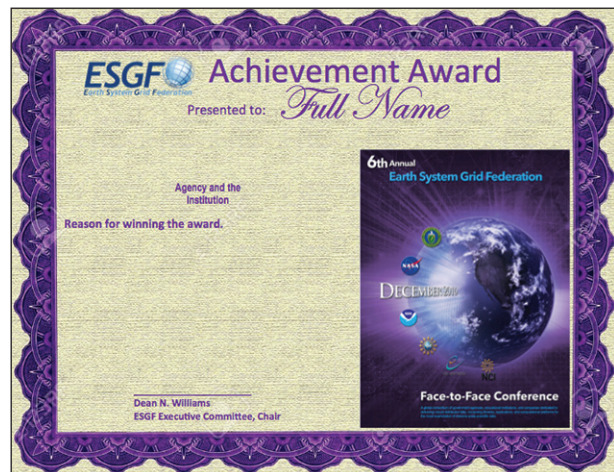 ESGF
Earth System Grid Federation
Achievement Award
Presented to: Full Name
Agency and the
Institution
Reason for winning the award.
6th Annual
Earth System Grid Federation
NASA
NCI
Face-to-Face Conference
Dean N. Williams
ESGF Executive Committee, Chair